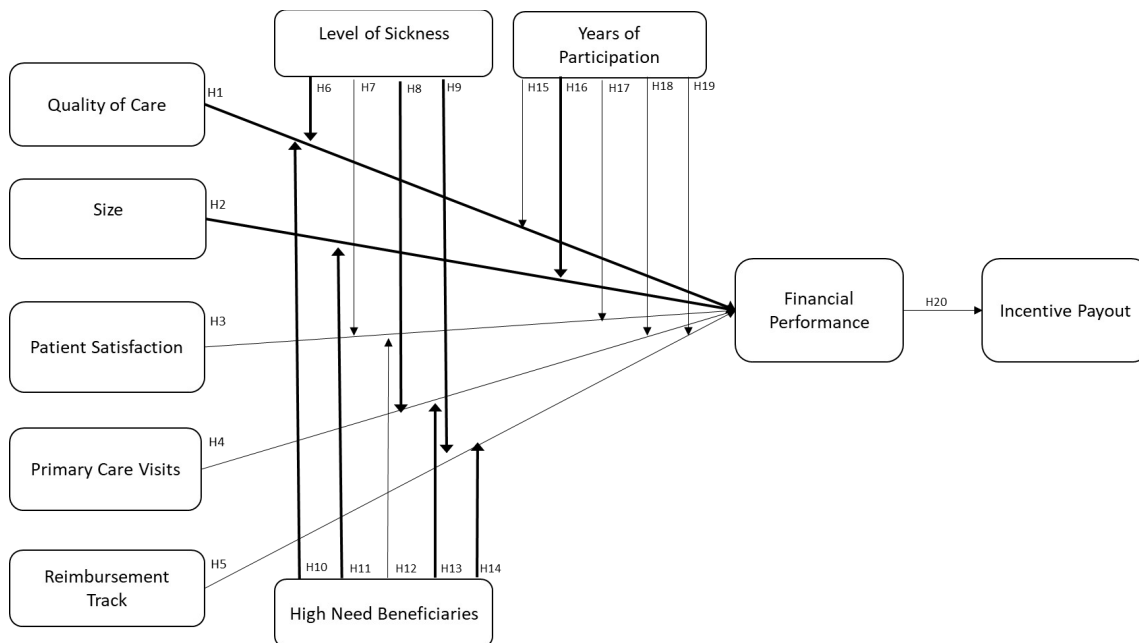 Level of Sickness
Years of
Participation
H6
H7
H8
H9
H15
H16
H17
H18
H19
Quality of Care
H1
Size
H2
Patient Satisfaction
H3
Primary Care Visits
H4
Reimbursement
Track
H5
H10
H11
H12
H13
H14
High Need Beneficiaries
Financial
Performance
H20
Incentive Payout